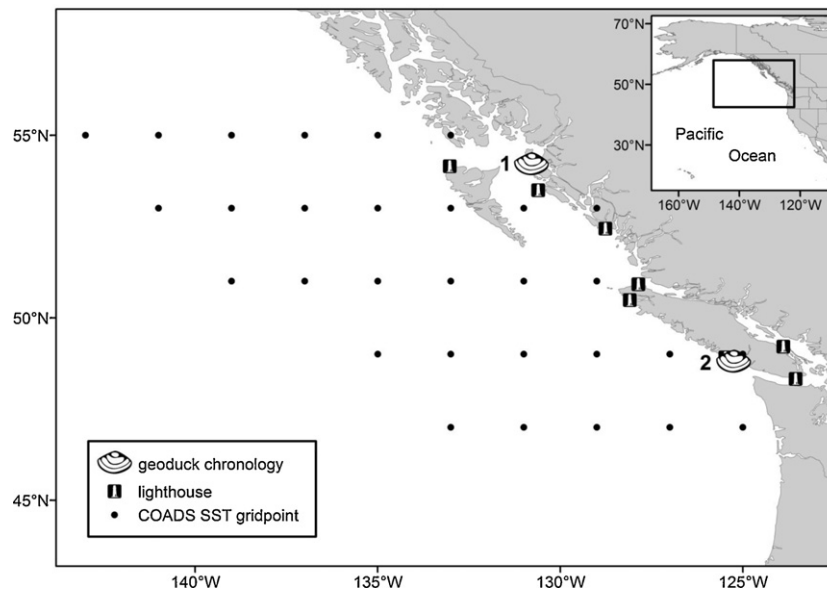 70°N
50°N
30°N
Pacific
Ocean
160°W
140°W
120°W
55°N
50°N
45°N
1
2
geoduck chronology
lighthouse
COADS SST gridpoint
140°W
135°W
130°W
125°W